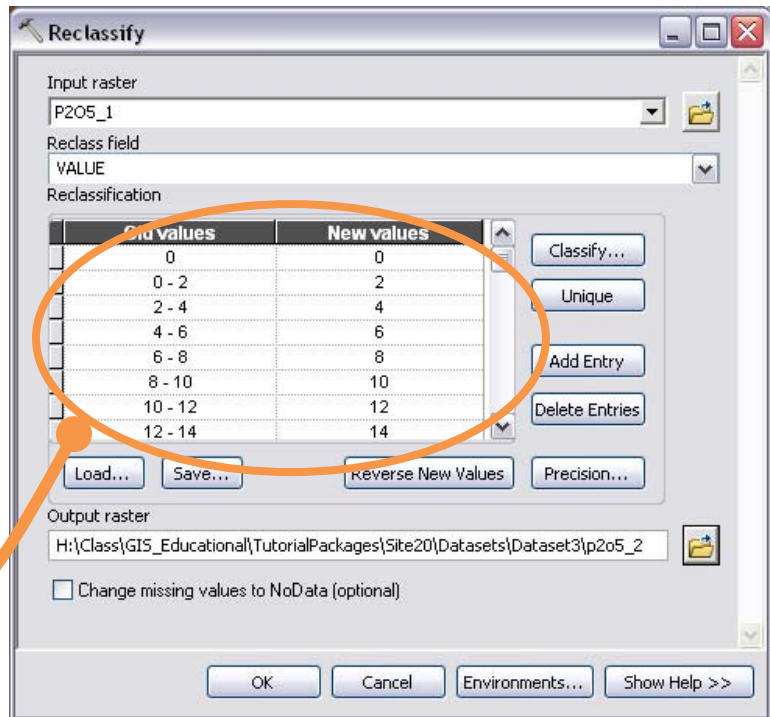 Reclassify
Input raster
P2O5_1
Reclass field
VALUE
Reclassification
Old values New values
0 0
0 - 2 2
2 - 4 4
4 - 6 6
6 - 8 8
8 - 10 10
10 - 12 12
12 - 14 14
Classify...
Unique
Add Entry
Delete Entries
Load... Save... Reverse New Values Precision...
Output raster
H:\Class\GIS_Educational\TutorialPackages\Site20\Datasets\Dataset3\p2o5_2
Change missing values to NoData (optional)
OK Cancel Environments... Show Help >>